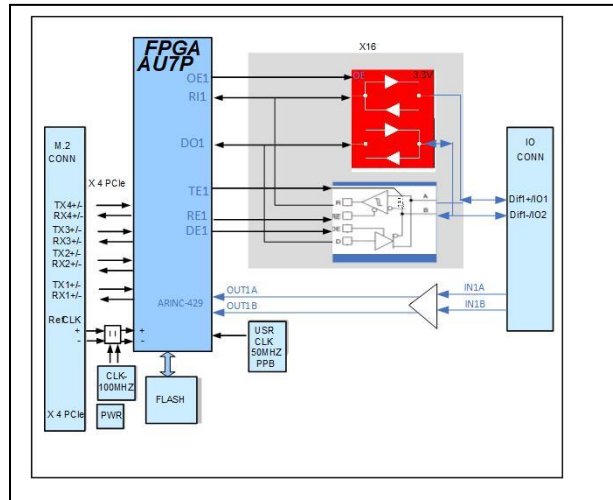 FPGA
AU7P
X16
OE1
RI1
DO1
TE1
RE1
DE1
OE
3.3V
M.2
CONN
X 4 PCIe
TX4+/-
RX4+/-
TX3+/-
RX3+/-
TX2+/-
RX2+/-
TX1+/-
RX1+/-
RefCLK
+
-
+
-
X 4 PCIe
CLK-
100MHZ
PWR
FLASH
ARINC-429
USR
CLK
50MHZ
PPB
OUT1A
OUT1B
IN1A
IN1B
R
RE
DE
D
A
B
IO
CONN
Dif1+/IO1
Dif1-/IO2